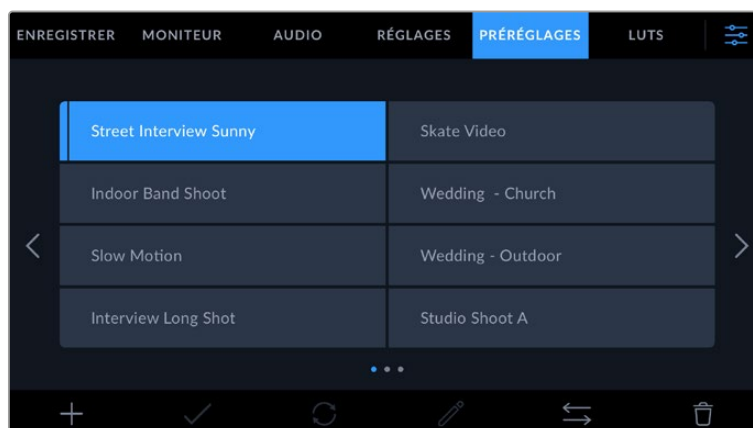 ENREGISTRER MONITEUR AUDIO RÉGLAGES PRÉRÉGLAGES LUTS
Street Interview Sunny Skate Video
Indoor Band Shoot Wedding - Church
Slow Motion Wedding - Outdoor
Interview Long Shot Studio Shoot A